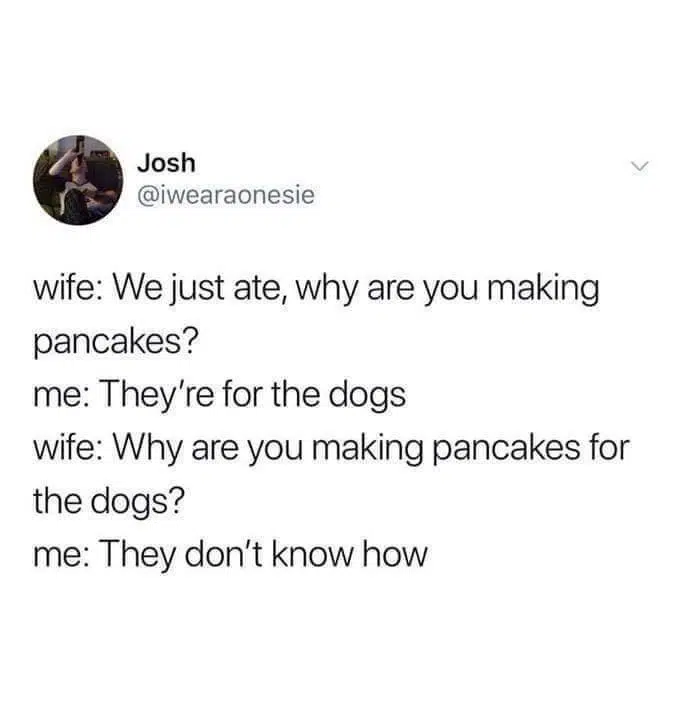 Josh
@iwearaonesie
wife: We just ate, why are you making
pancakes?
me: They're for the dogs
wife: Why are you making pancakes for
the dogs?
me: They don't know how